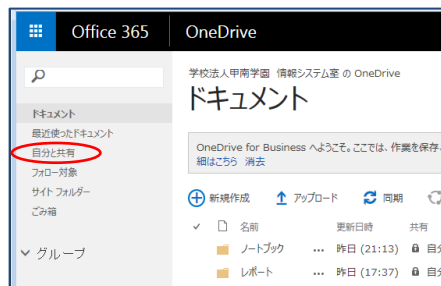 Office 365 OneDrive
学校法人甲南学園 情報システム室 の OneDrive
ドキュメント
ドキュメント
最近使ったドキュメント
自分と共有
フォロー対象
サイト フォルダー
ごみ箱
グループ
OneDrive for Business へようこそ。ここでは、作業を保存
細はこちら 消去
新規作成 アップロード 同期
名前 更新日時 共有
ノートブック ... 昨日 (21:13) 自分
レポート ... 昨日 (17:37) 自分